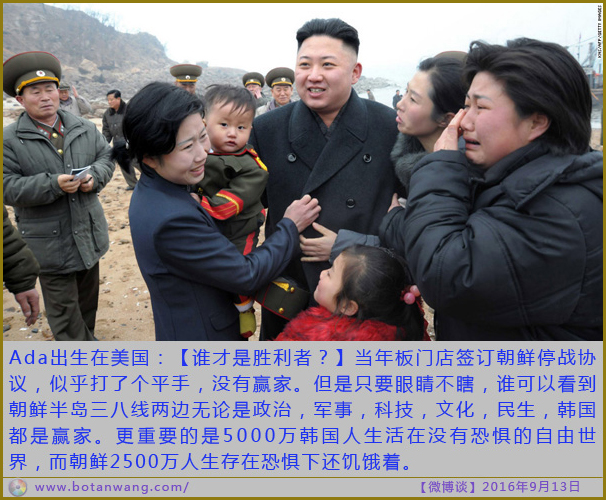 KNS/AFP/GETTY IMAGES
Ada出生在美国：【谁才是胜利者？】当年板门店签订朝鲜停战协
议，似乎打了个平手，没有赢家。但是只要眼睛不瞎，谁可以看到
朝鲜半岛三八线两边无论是政治，军事，科技，文化，民生，韩国
都是赢家。更重要的是5000万韩国人生活在没有恐惧的自由世
界，而朝鲜2500万人生存在恐惧下还饥饿着。
www.botanwang.com/
【微博谈】2016年9月13日